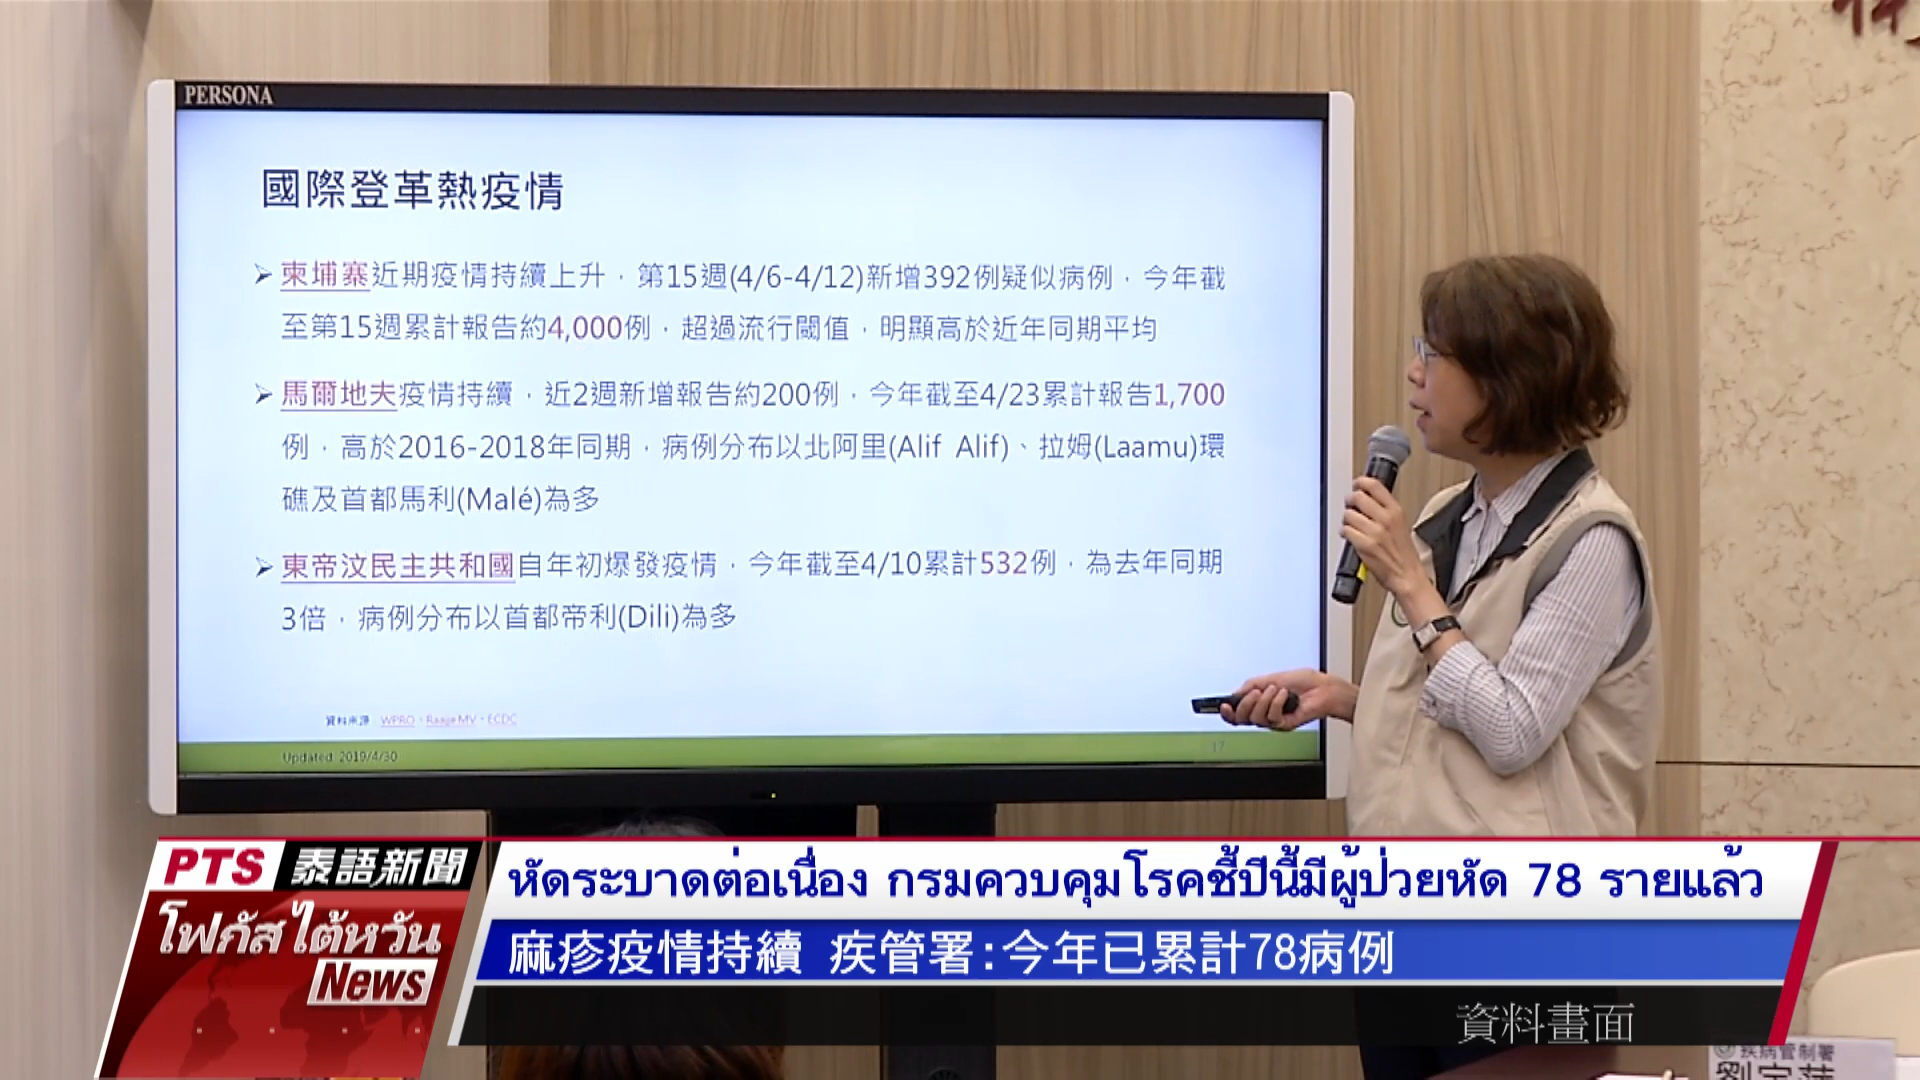 PERSONA
國際登革熱疫情
➢ 柬埔寨近期疫情持續上升，第15週(4/6-4/12)新增392例疑似病例，今年截
至第15週累計報告約4,000例，超過流行閾值，明顯高於近年同期平均
➢ 馬爾地夫疫情持續，近2週新增報告約200例，今年截至4/23累計報告1,700
例，高於2016-2018年同期，病例分布以北阿里(Alif Alif)、拉姆(Laamu)環
礁及首都馬利(Malé)為多
➢ 東帝汶民主共和國自年初爆發疫情，今年截至4/10累計532例，為去年同期
3倍，病例分布以首都帝利(Dili)為多
資料來源：WPRO、RaajjeMV、ECDC
Updated 2019/4/30
17
PTS 泰語新聞
โฟกัส ไต้หวัน
News
หัดระบาดต่อเนื่อง กรมควบคุมโรคชี้ปีนี้มีผู้ป่วยหัด 78 รายแล้ว
麻疹疫情持續 疾管署:今年已累計78病例
資料畫面
疾病管制署